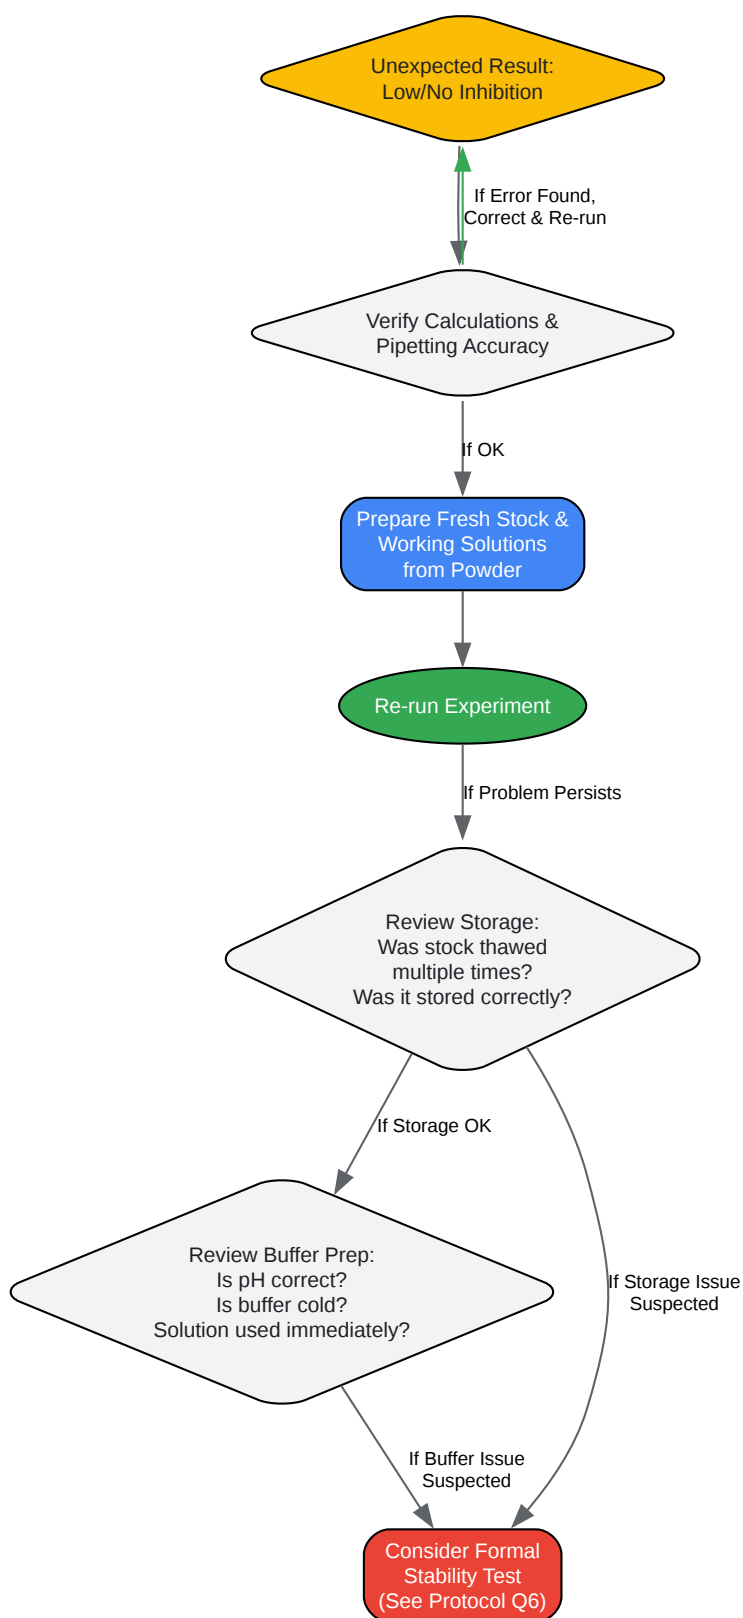 Unexpected Result:
Low/No Inhibition
If Error Found,
Correct & Re-run
Verify Calculations &
Pipetting Accuracy
If OK
Prepare Fresh Stock &
Working Solutions
from Powder
Re-run Experiment
If Problem Persists
Review Storage:
Was stock thawed
multiple times?
Was it stored correctly?
If Storage OK
Review Buffer Prep:
Is pH correct?
Is buffer cold?
Solution used immediately?
If Storage Issue
Suspected
If Buffer Issue
Suspected
Consider Formal
Stability Test
(See Protocol Q6)